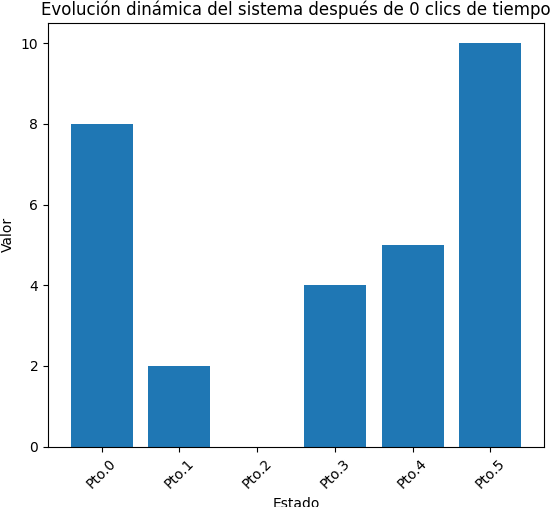 Evolución dinámica del sistema después de 0 clics de tiempo
Valor
10
8
6
4
2
0
Pto.0
Pto.1
Pto.2
Pto.3
Pto.4
Pto.5
Estado